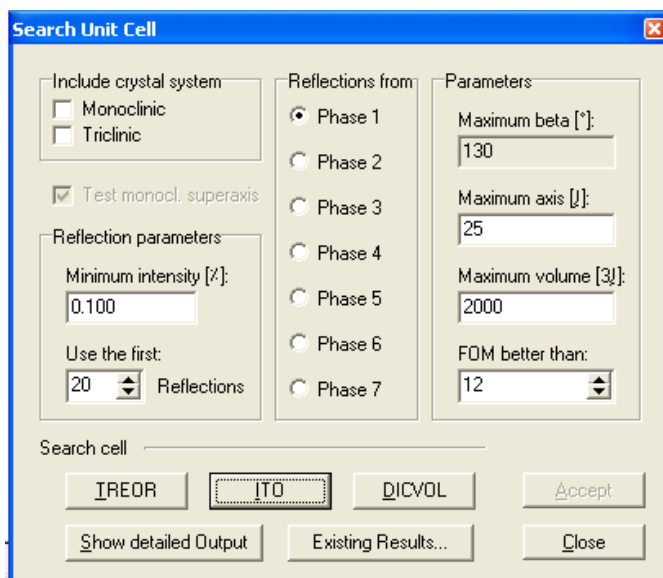 Search Unit Cell
Include crystal system
Monoclinic
Triclinic
Test monocl. superaxis
Reflection parameters
Minimum intensity [%]:
0.100
Use the first:
20 Reflections
Reflections from
Phase 1
Phase 2
Phase 3
Phase 4
Phase 5
Phase 6
Phase 7
Parameters
Maximum beta [°]:
130
Maximum axis [Ị]:
25
Maximum volume [3Ị]:
2000
FOM better than:
12
Search cell
TREOR ITO DICVOL Accept
Show detailed Output Existing Results... Close